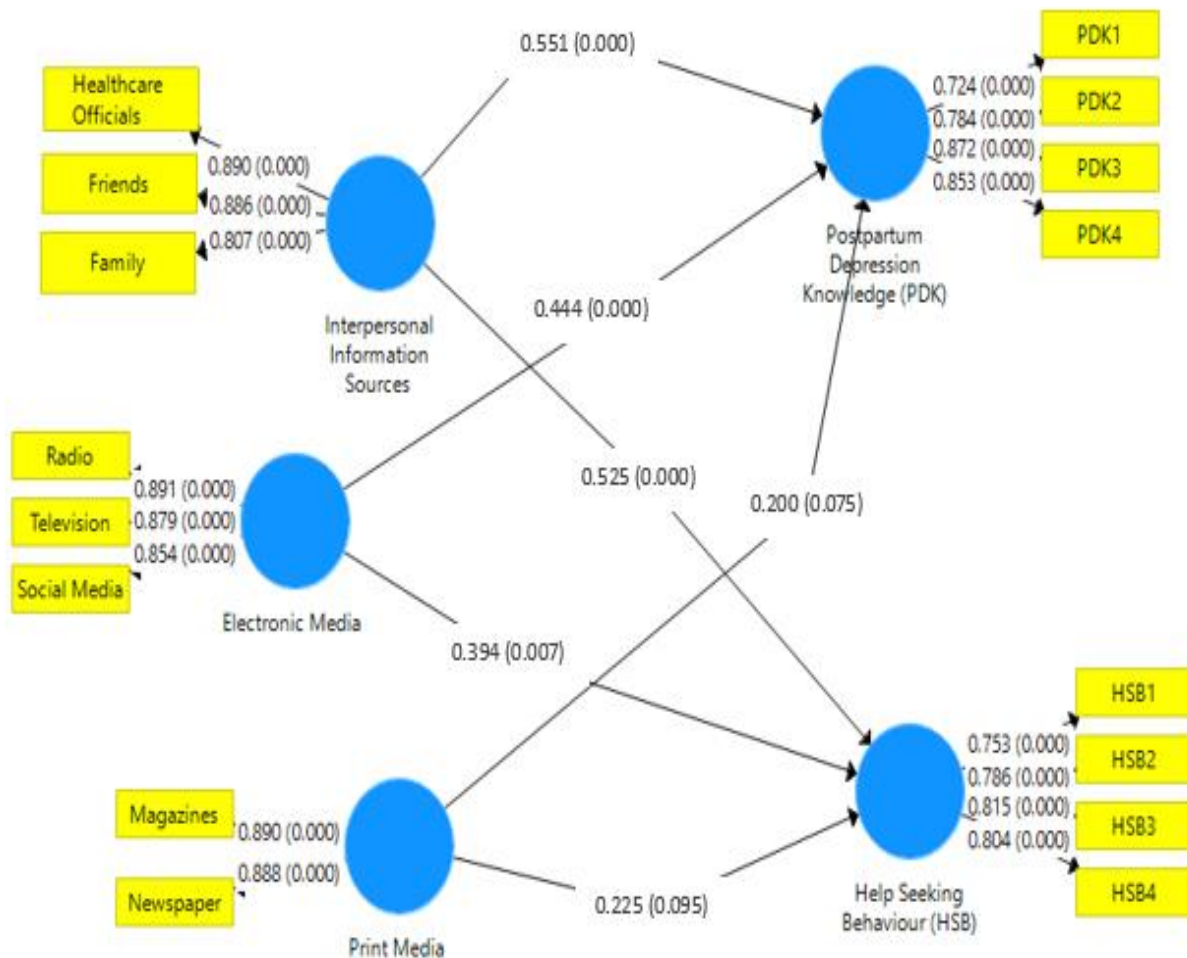 0.551 (0.000)
PDK1
Healthcare
Officials
0.724 (0.000)
PDK2
0.784 (0.000)
0.890 (0.000)
0.872 (0.000)
PDK3
Friends
0.886 (0.000)
0.853 (0.000)
0.807 (0.000)
Family
PDK4
Postpartum
Depression
Knowledge (PDK)
0.444 (0.000)
Interpersonal
Information
Sources
Radio
0.891 (0.000)
0.525 (0.000)
0.200 (0.075)
Television
0.879 (0.000)
0.854 (0.000)
Social Media
Electronic Media
0.394 (0.007)
HSB1
0.753 (0.000)
HSB2
0.786 (0.000)
0.815 (0.000)
Magazines
0.890 (0.000)
HSB3
0.804 (0.000)
0.888 (0.000)
Newspaper
0.225 (0.095)
HSB4
Help Seeking
Behaviour (HSB)
Print Media